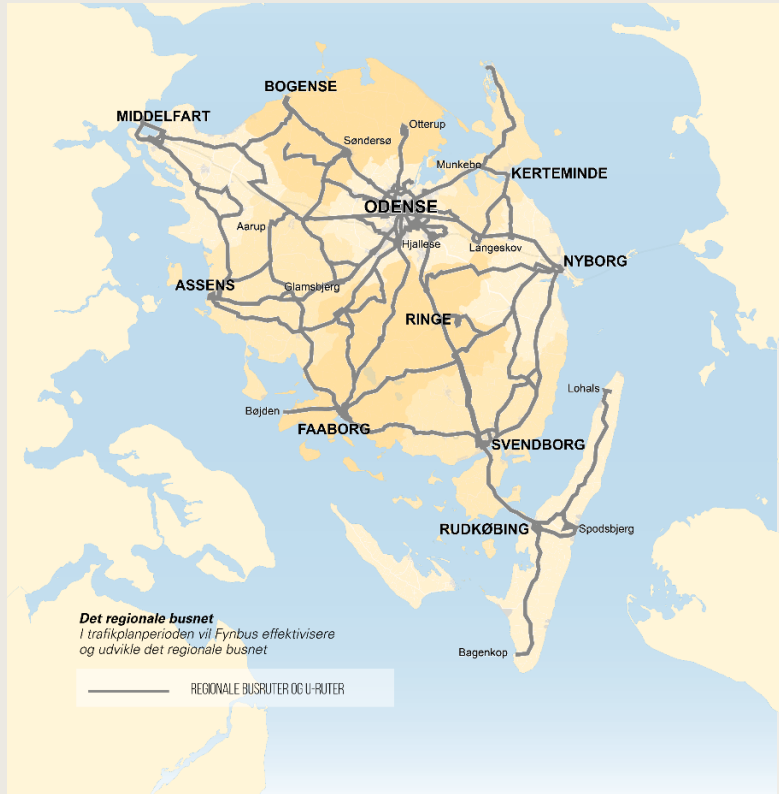 BOGENSE
MIDDELFART
Otterup
Søndersø
Munkebo
KERTEMINDE
ODENSE
Aarup
Hjallese
Langeskov
NYBORG
ASSENS
Glamsbjerg
RINGE
Lohals
Bøjden
FAABORG
SVENDBORG
RUDKØBING
Spodsbjerg
Det regionale busnet
I trafikplanperioden vil Fynbus effektivisere
og udvikle det regionale busnet
Bagenkop
REGIONALE BUSRUTER OG U-RUTER